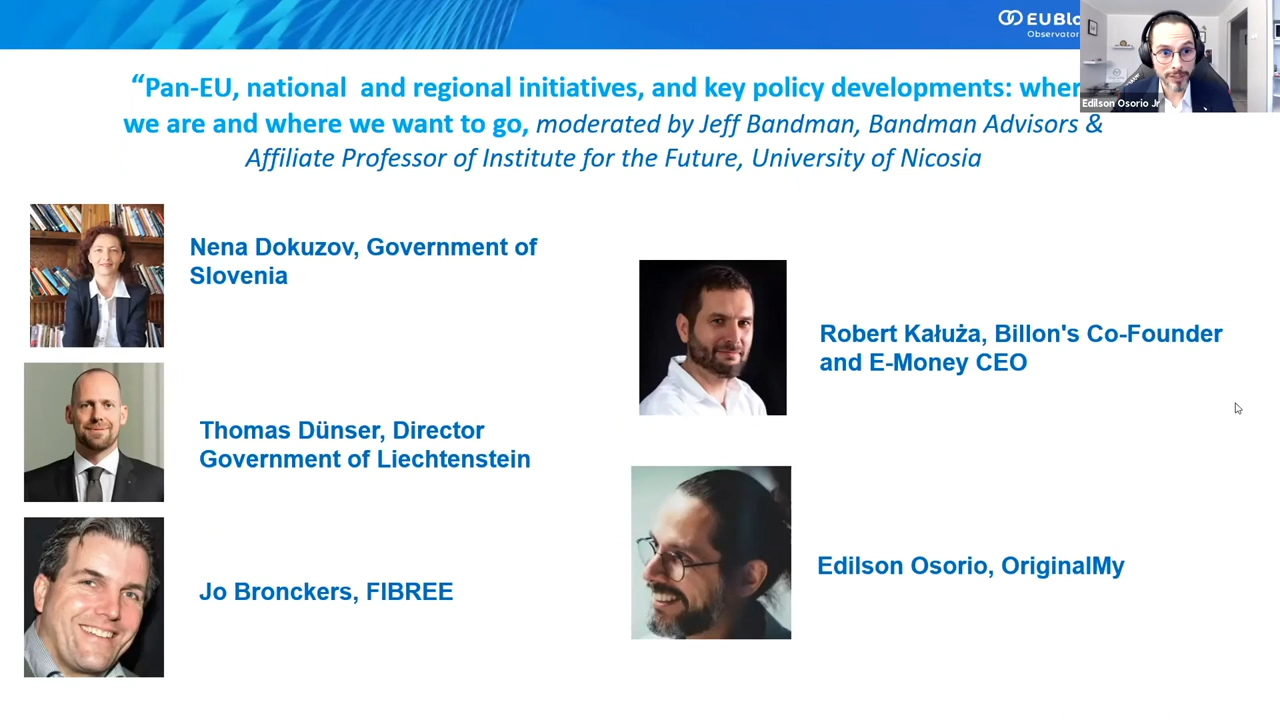 EUBlo
Observator
Edilson Osorio Jr
“Pan-EU, national and regional initiatives, and key policy developments: wher
we are and where we want to go, moderated by Jeff Bandman, Bandman Advisors &
Affiliate Professor of Institute for the Future, University of Nicosia
Nena Dokuzov, Government of
Slovenia
Thomas Dünser, Director
Government of Liechtenstein
Jo Bronckers, FIBREE
Robert Kałuża, Billon's Co-Founder
and E-Money CEO
Edilson Osorio, OriginalMy